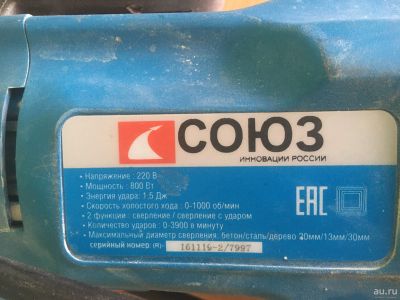 СОЮЗ
ИННОВАЦИИ РОССИИ
• Напряжение : 220 В
• Мощность : 800 Вт
• Энергия удара: 1,5 Дж
• Скорость холостого хода : 0-1000 об/мин
• 2 функции: сверление / сверление с ударом
• Количество ударов : 0-3900 в минуту
• Максимальный диаметр сверления: бетон/сталь/дерево 20мм/13мм/30мм
серийный номер: (R)- 161119-2/7997
EAC
au.ru